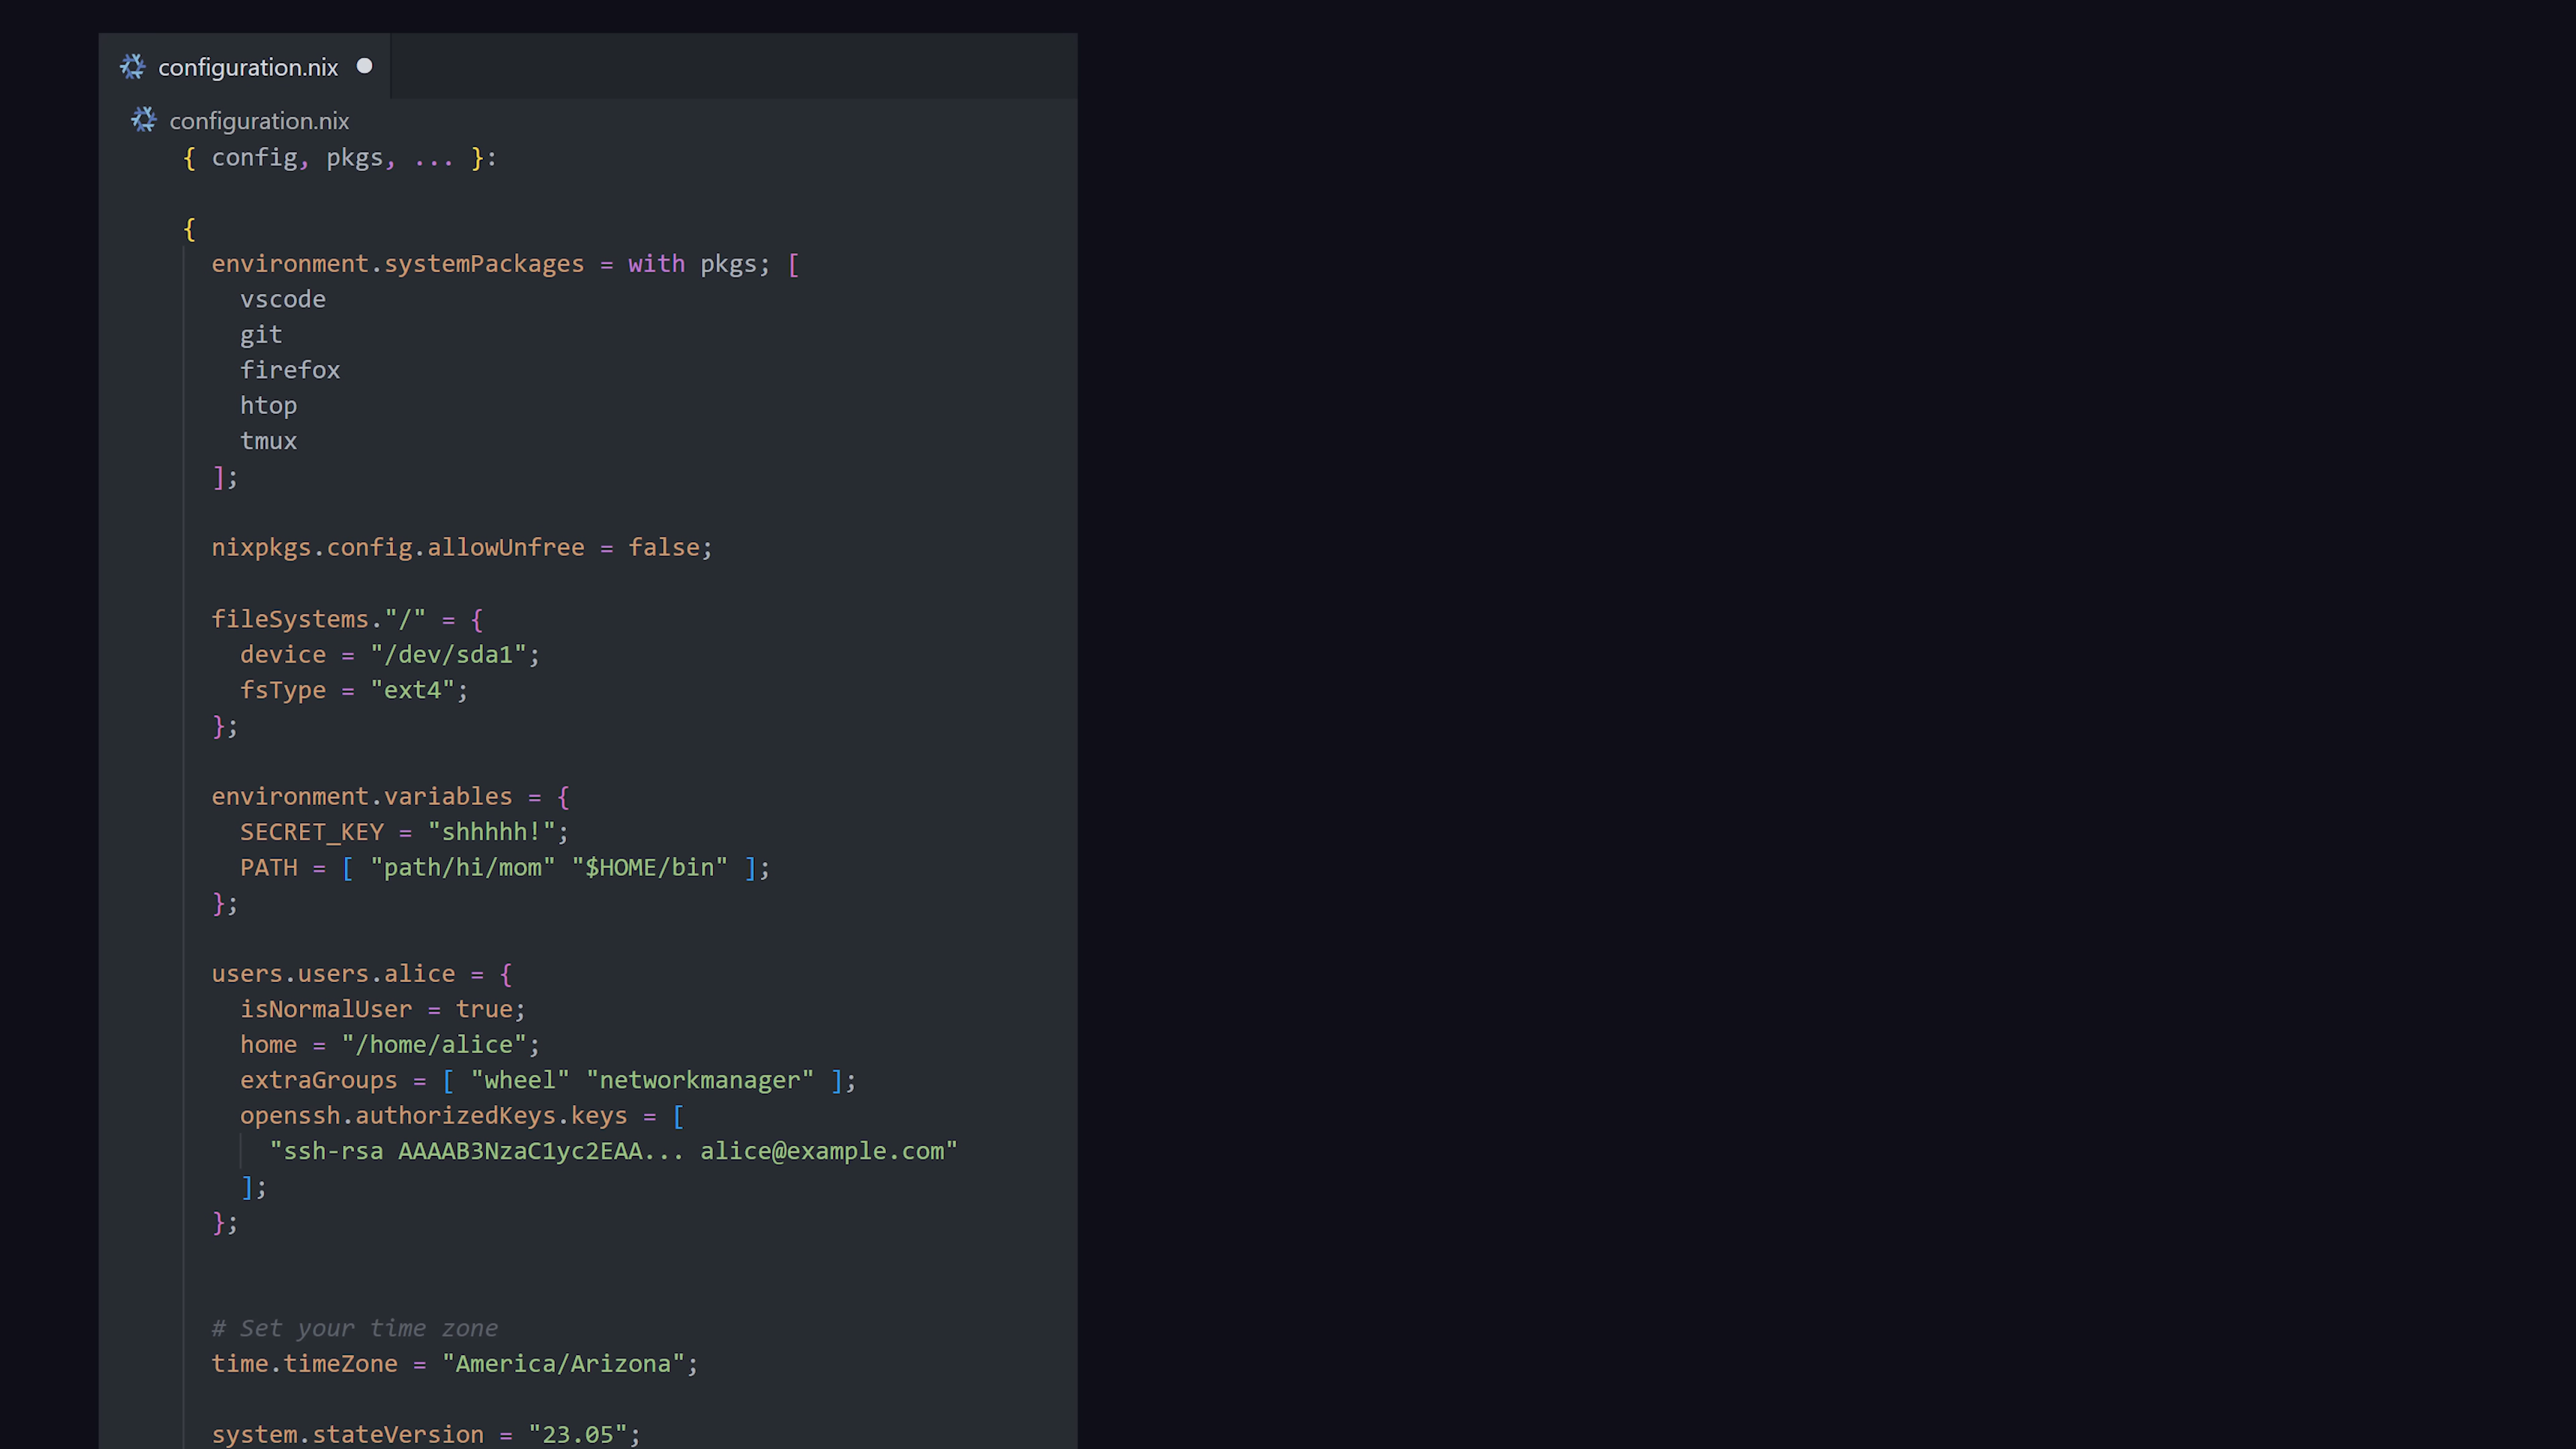 configuration.nix
configuration.nix
{ config, pkgs, ... }:
{
environment.systemPackages = with pkgs; [
vscode
git
firefox
htop
tmux
];
nixpkgs.config.allowUnfree = false;
fileSystems."/" = {
device = "/dev/sda1";
fsType = "ext4";
};
environment.variables = {
SECRET_KEY = "shhhhh!";
PATH = [ "path/hi/mom" "$HOME/bin" ];
};
users.users.alice = {
isNormalUser = true;
home = "/home/alice";
extraGroups = [ "wheel" "networkmanager" ];
openssh.authorizedKeys.keys = [
"ssh-rsa AAAAB3NzaC1yc2EAA... alice@example.com"
];
};
# Set your time zone
time.timeZone = "America/Arizona";
system.stateVersion = "23.05";